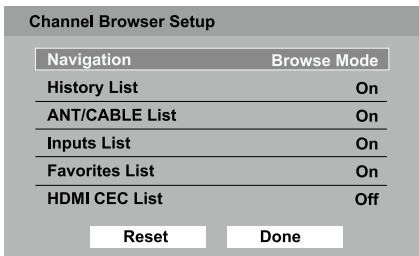 Channel Browser Setup
Navigation Browse Mode
History List On
ANT/CABLE List On
Inputs List On
Favorites List On
HDMI CEC List Off
Reset Done